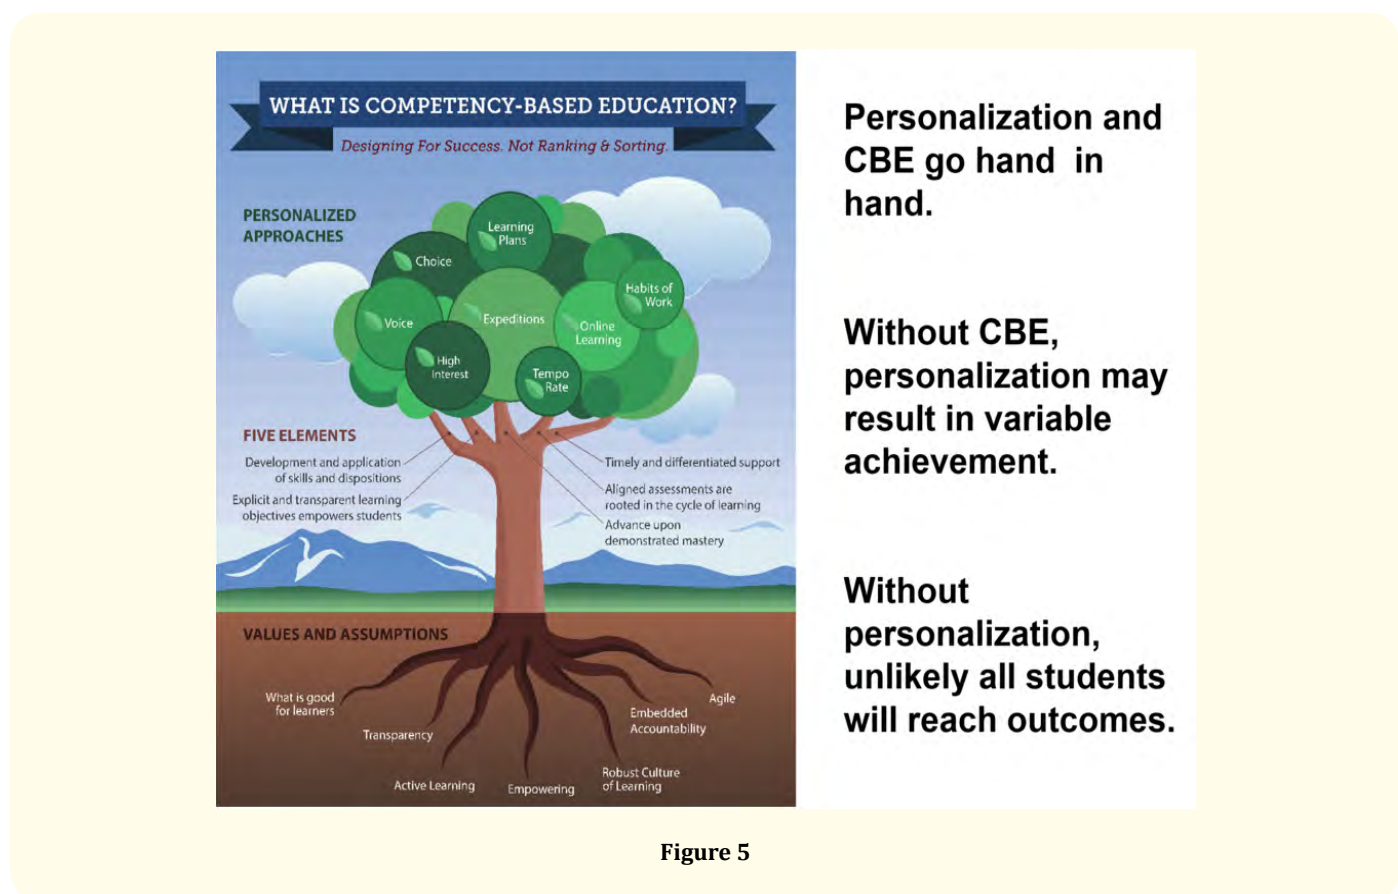 WHAT IS COMPETENCY-BASED EDUCATION?
Designing For Success. Not Ranking & Sorting.
PERSONALIZED
APPROACHES
Learning
Plans
Choice
Habits of
Work
Voice
Expeditions
Online
Learning
High
Interest
Tempo
Rate
FIVE ELEMENTS
Development and application
of skills and dispositions
Explicit and transparent learning
objectives empowers students
Timely and differentiated support
Aligned assessments are
rooted in the cycle of learning
Advance upon
demonstrated mastery
VALUES AND ASSUMPTIONS
What is good
for learners
Transparency
Active Learning
Empowering
Robust Culture
of Learning
Embedded
Accountability
Agile
Personalization and
CBE go hand in
hand.
Without CBE,
personalization may
result in variable
achievement.
Without
personalization,
unlikely all students
will reach outcomes.
Figure 5